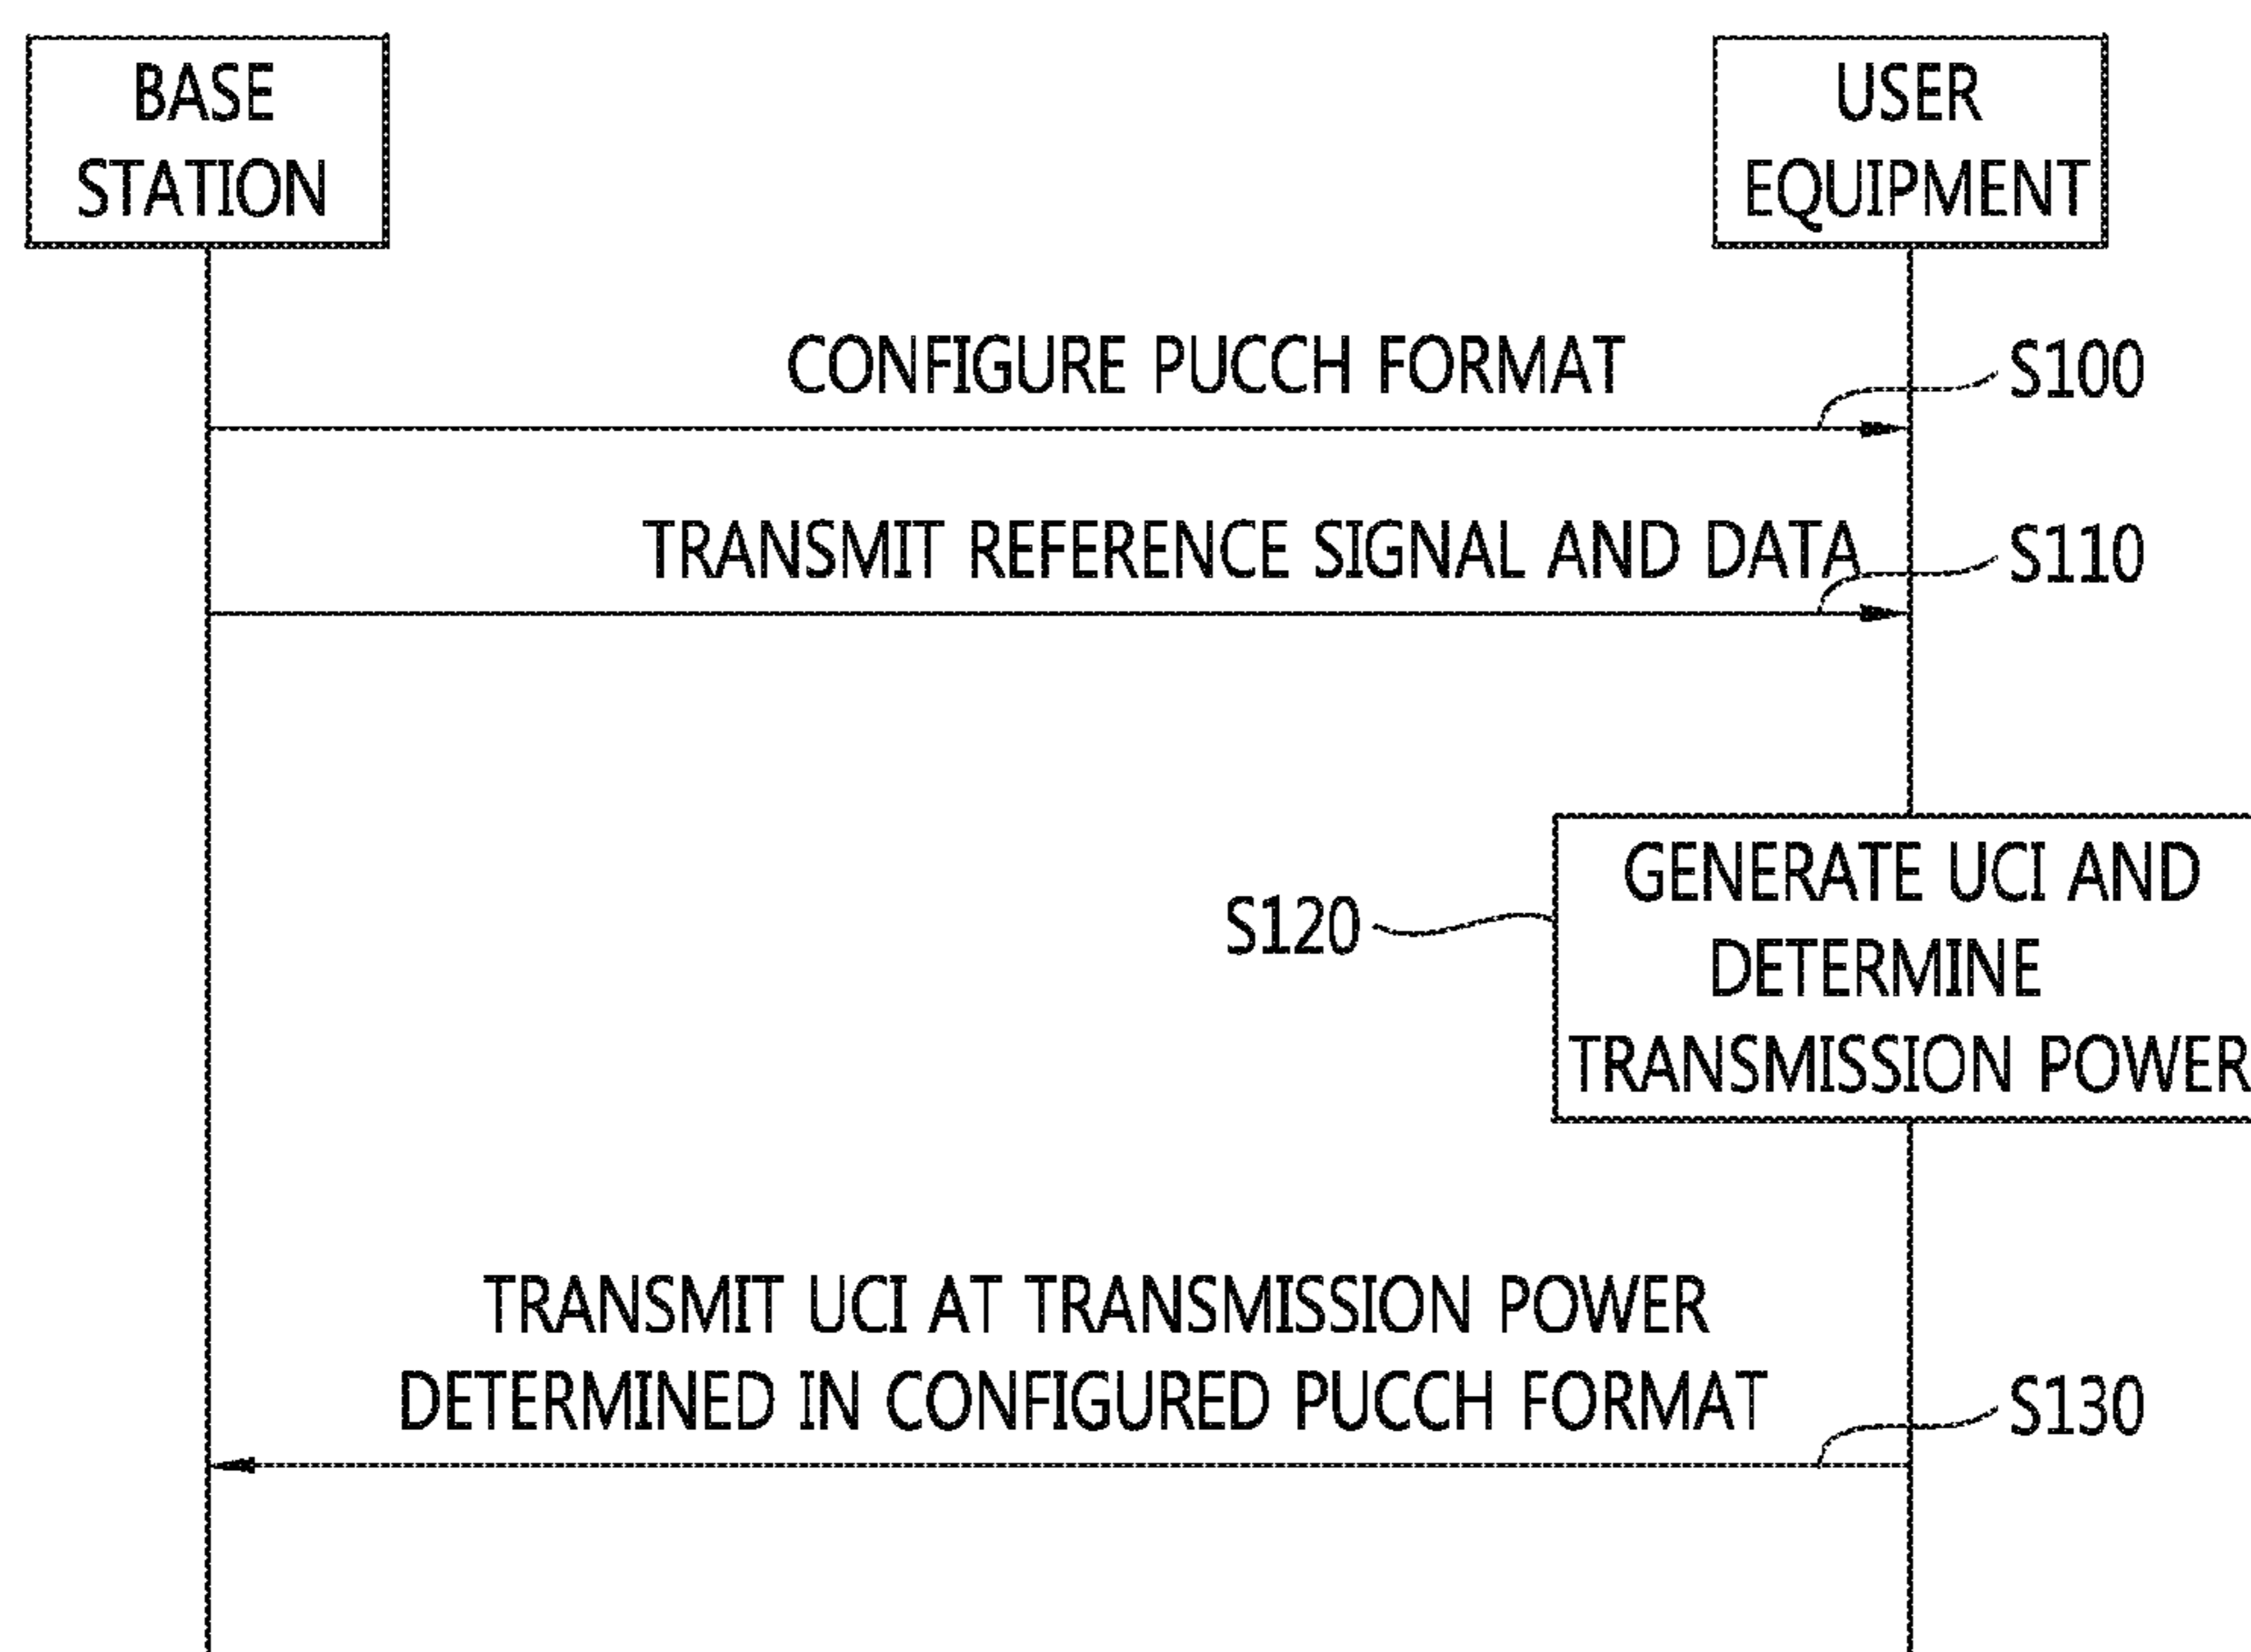 BASE
STATION
USER
EQUIPMENT
CONFIGURE PUCCH FORMAT
S100
TRANSMIT REFERENCE SIGNAL AND DATA
S110
GENERATE UCI AND
DETERMINE
TRANSMISSION POWER
S120
TRANSMIT UCI AT TRANSMISSION POWER
DETERMINED IN CONFIGURED PUCCH FORMAT
S130